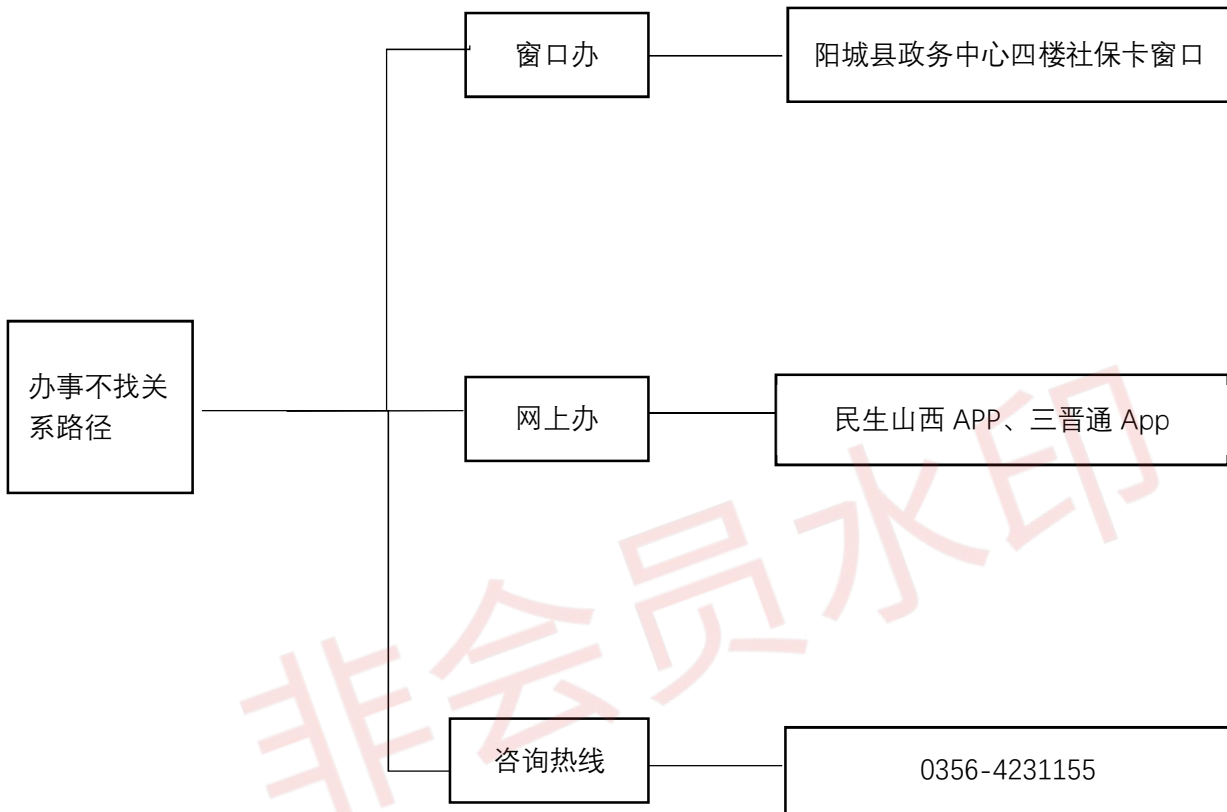 窗口办
阳城县政务中心四楼社保卡窗口
办事不找关
系路径
网上办
民生山西 APP、三晋通 App
咨询热线
0356-4231155
非会员水印